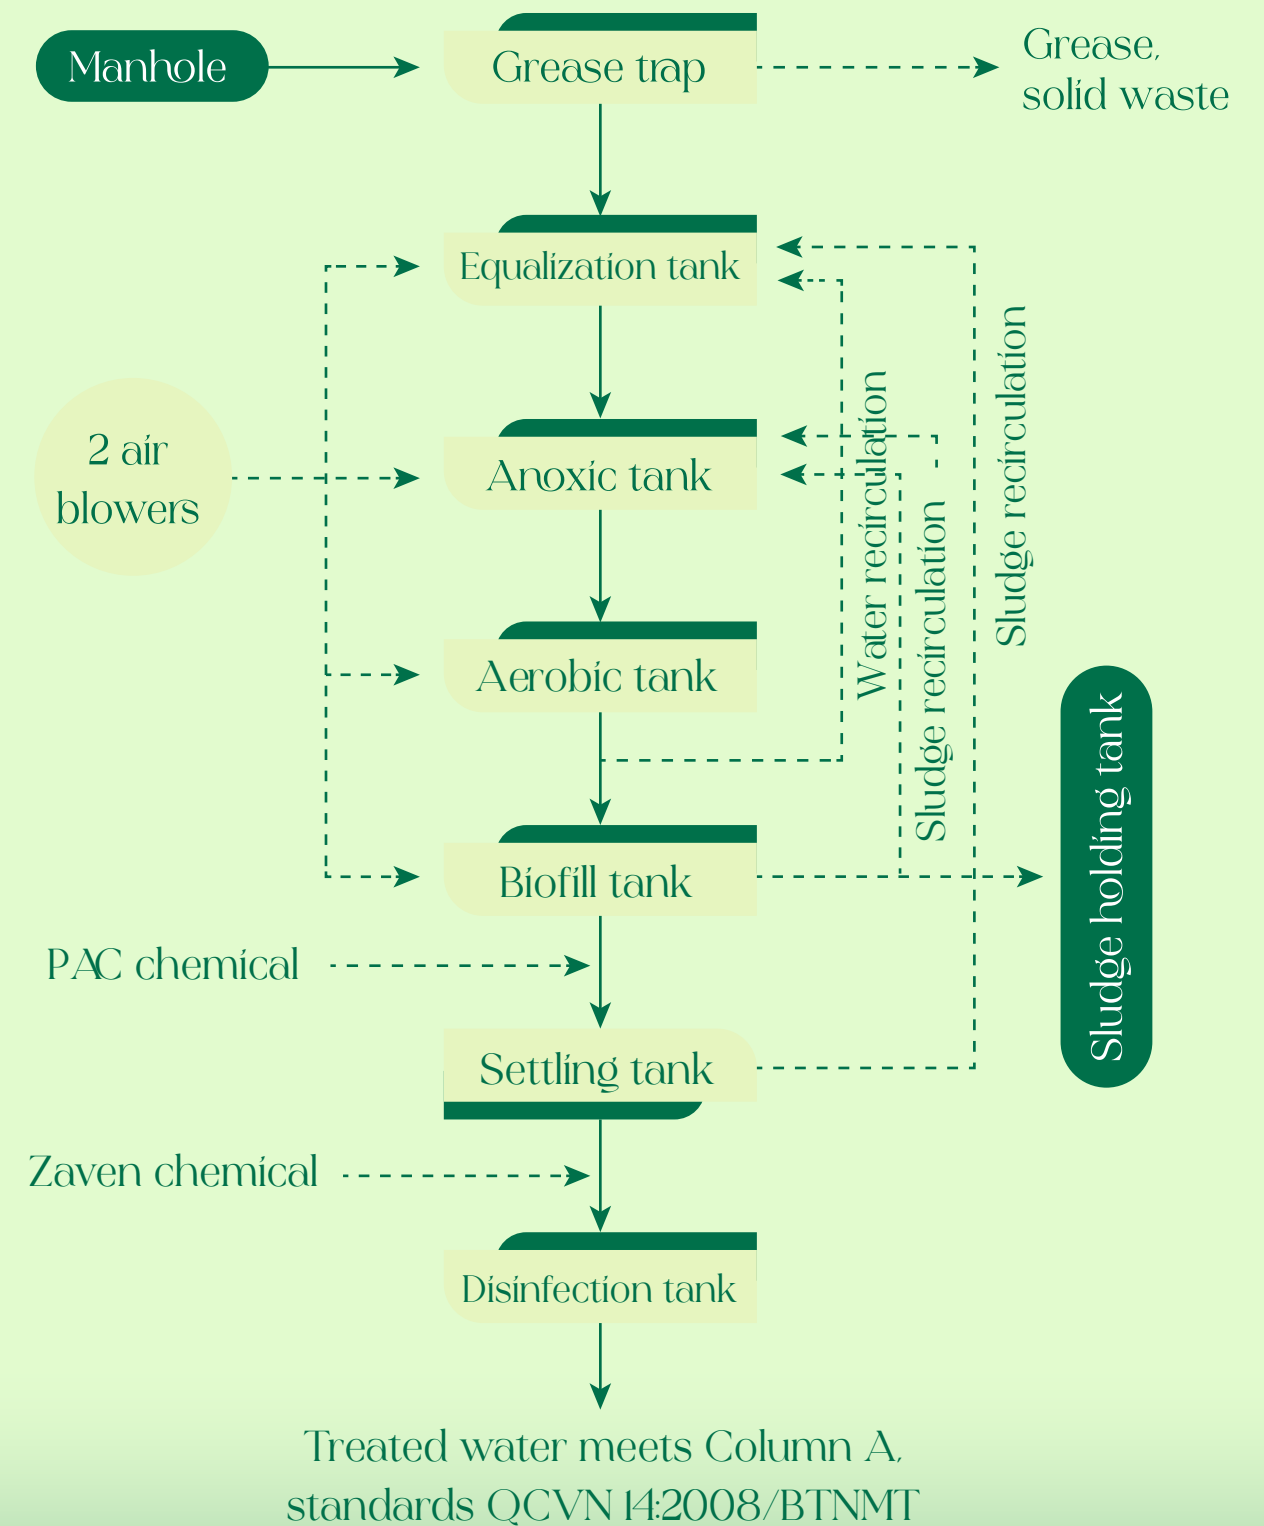 Manhole
Grease trap
Grease,
solid waste
Equalization tank
2 air
blowers
Anoxic tank
Water recirculation
Sludge recirculation
Sludge recirculation
Aerobic tank
Sludge holding tank
Biofill tank
PAC chemical
Settling tank
Zaven chemical
Disinfection tank
Treated water meets Column A,
standards QCVN 14:2008/BTNMT